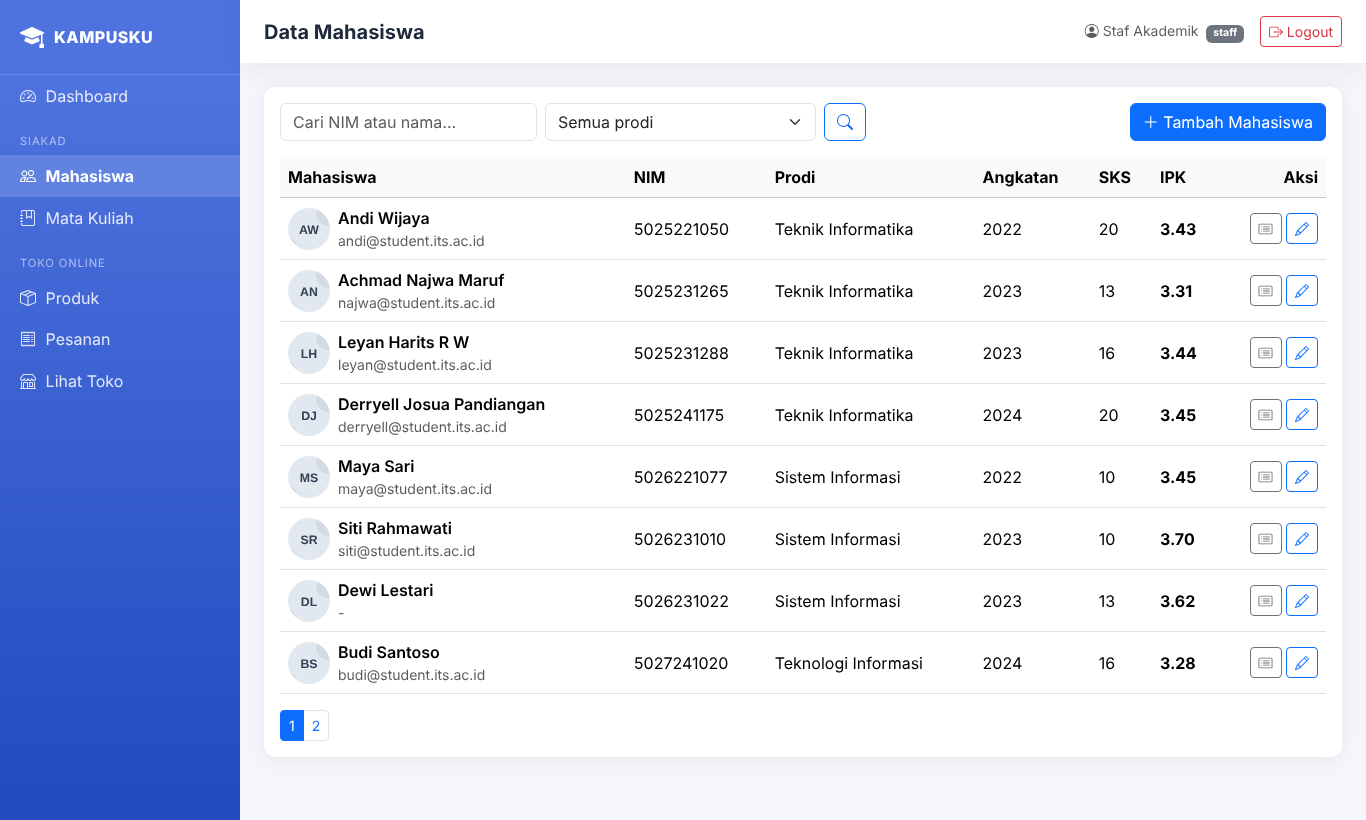 KAMPUSKU
Data Mahasiswa
Staf Akademik staff
Logout
Dashboard
SIAKAD
Mahasiswa
Mata Kuliah
TOKO ONLINE
Produk
Pesanan
Lihat Toko
Cari NIM atau nama...
Semua prodi
Tambah Mahasiswa
Mahasiswa NIM Prodi Angkatan SKS IPK Aksi
AW Andi Wijaya 5025221050 Teknik Informatika 2022 20 3.43
andi@student.its.ac.id
AN Achmad Najwa Maruf 5025231265 Teknik Informatika 2023 13 3.31
najwa@student.its.ac.id
LH Leyan Harits R W 5025231288 Teknik Informatika 2023 16 3.44
leyan@student.its.ac.id
DJ Derryell Josua Pandiangan 5025241175 Teknik Informatika 2024 20 3.45
derryell@student.its.ac.id
MS Maya Sari 5026221077 Sistem Informasi 2022 10 3.45
maya@student.its.ac.id
SR Siti Rahmawati 5026231010 Sistem Informasi 2023 10 3.70
siti@student.its.ac.id
DL Dewi Lestari 5026231022 Sistem Informasi 2023 13 3.62
-
BS Budi Santoso 5027241020 Teknologi Informasi 2024 16 3.28
budi@student.its.ac.id
1 2